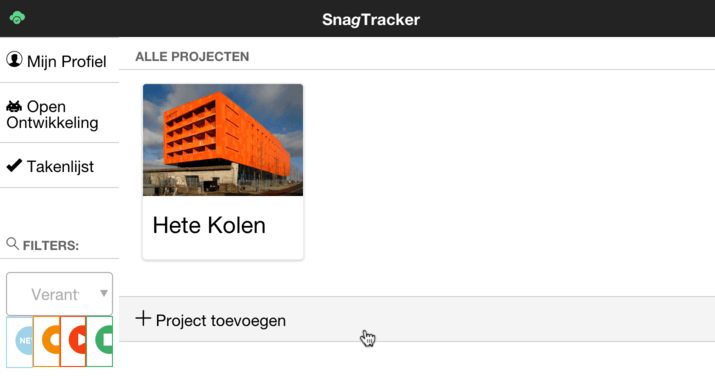 SnagTracker
Mijn Profiel
Open
Ontwikkeling
Takenlijst
FILTERS:
Verant
NE
ALLE PROJECTEN
Hete Kolen
Project toevoegen